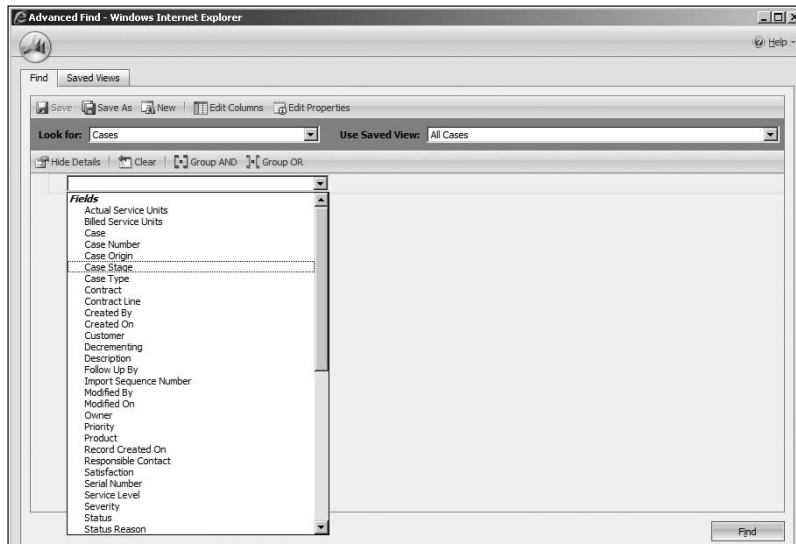 Advanced Find - Windows Internet Explorer
Help
Find Saved Views
Save Save As New Edit Columns Edit Properties
Look for: Cases Use Saved View: All Cases
Hide Details Clear Group AND Group OR
Fields
Actual Service Units
Billed Service Units
Case
Case Number
Case Origin
Case Stage
Case Type
Contract
Contract Line
Created By
Created On
Customer
Decrementing
Description
Follow Up By
Import Sequence Number
Modified By
Modified On
Owner
Priority
Product
Record Created On
Responsible Contact
Satisfaction
Serial Number
Service Level
Severity
Status
Status Reason
Find